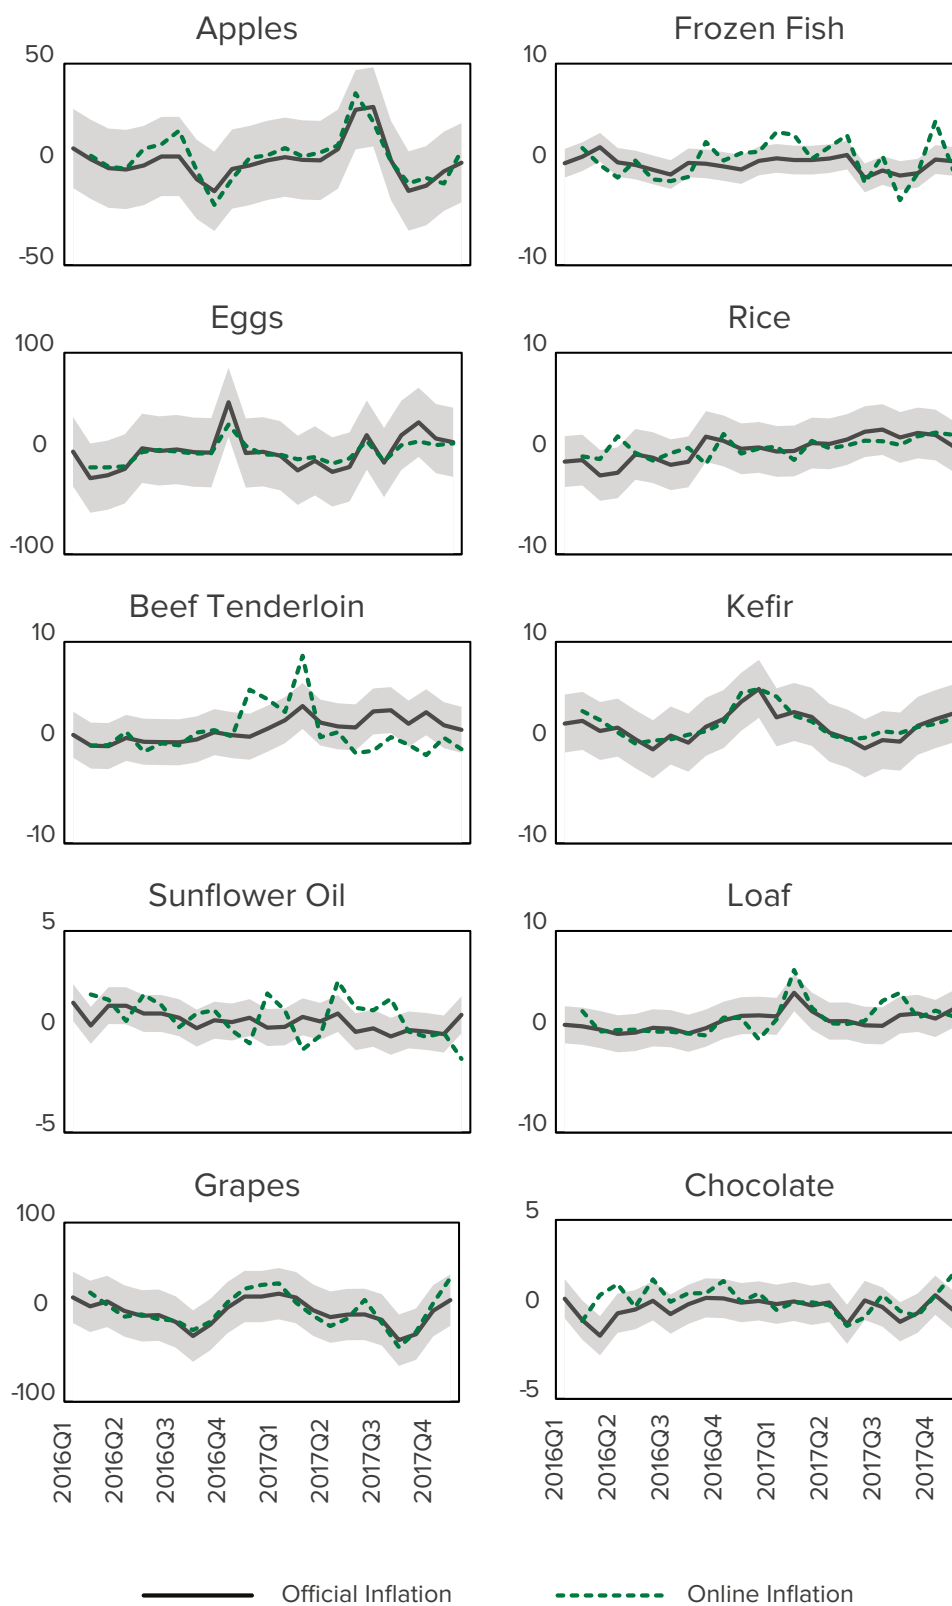 Apples
50
0
-50
Frozen Fish
10
0
-10
Eggs
100
0
-100
Rice
10
0
-10
Beef Tenderloin
10
0
-10
Kefir
10
0
-10
Sunflower Oil
5
0
-5
Loaf
10
0
-10
Grapes
100
0
-100
2016Q1
2016Q2
2016Q3
2016Q4
2017Q1
2017Q2
2017Q3
2017Q4
Chocolate
5
0
-5
2016Q1
2016Q2
2016Q3
2016Q4
2017Q1
2017Q2
2017Q3
2017Q4
Official Inflation
Online Inflation